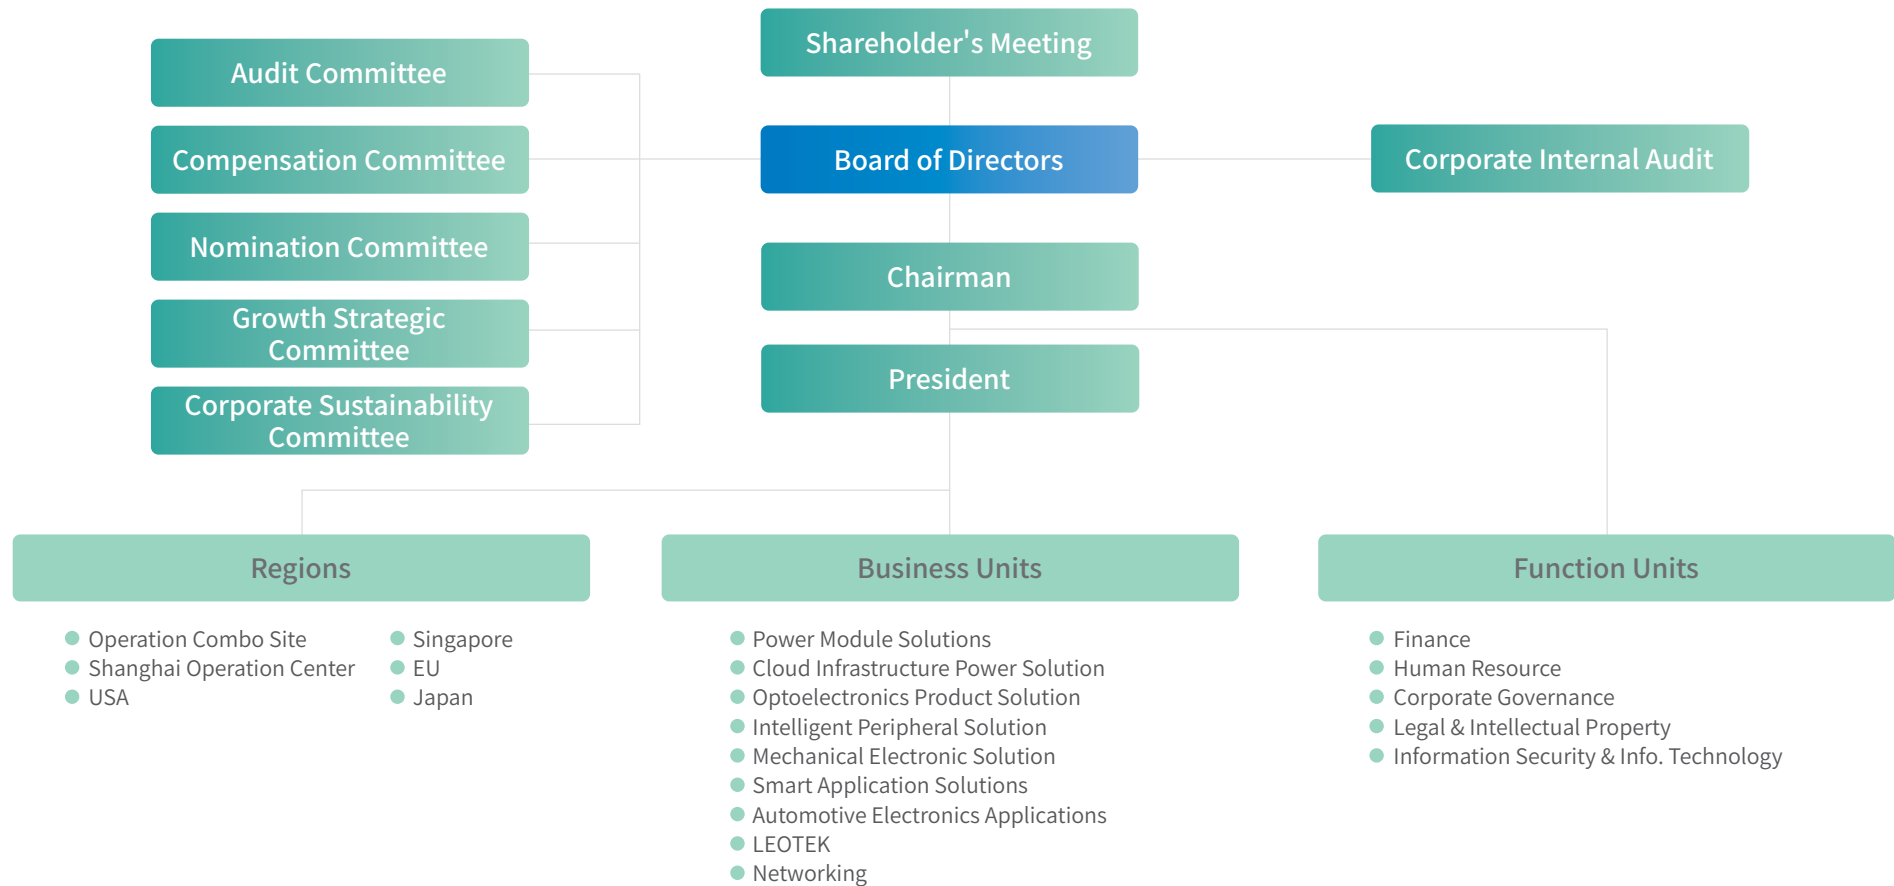 Shareholder's Meeting
Audit Committee
Compensation Committee
Nomination Committee
Growth Strategic
Committee
Corporate Sustainability
Committee
Board of Directors
Corporate Internal Audit
Chairman
President
Regions
Operation Combo Site
Shanghai Operation Center
USA
Singapore
EU
Japan
Business Units
Power Module Solutions
Cloud Infrastructure Power Solution
Optoelectronics Product Solution
Intelligent Peripheral Solution
Mechanical Electronic Solution
Smart Application Solutions
Automotive Electronics Applications
LEOTEK
Networking
Function Units
Finance
Human Resource
Corporate Governance
Legal & Intellectual Property
Information Security & Info. Technology